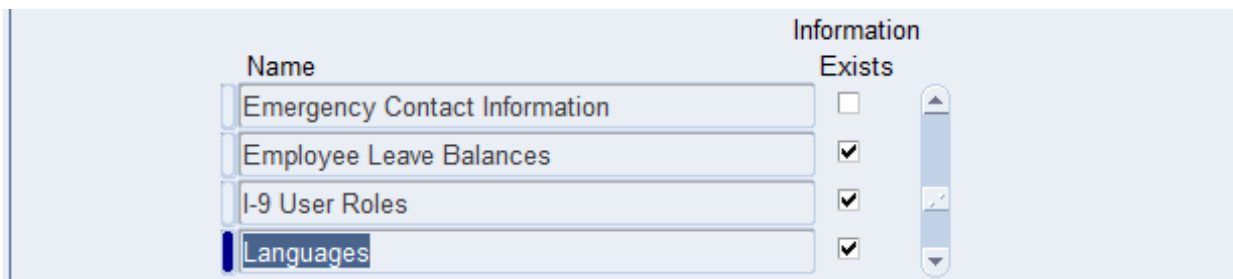 Information
Name Exists
Emergency Contact Information
Employee Leave Balances
I-9 User Roles
Languages